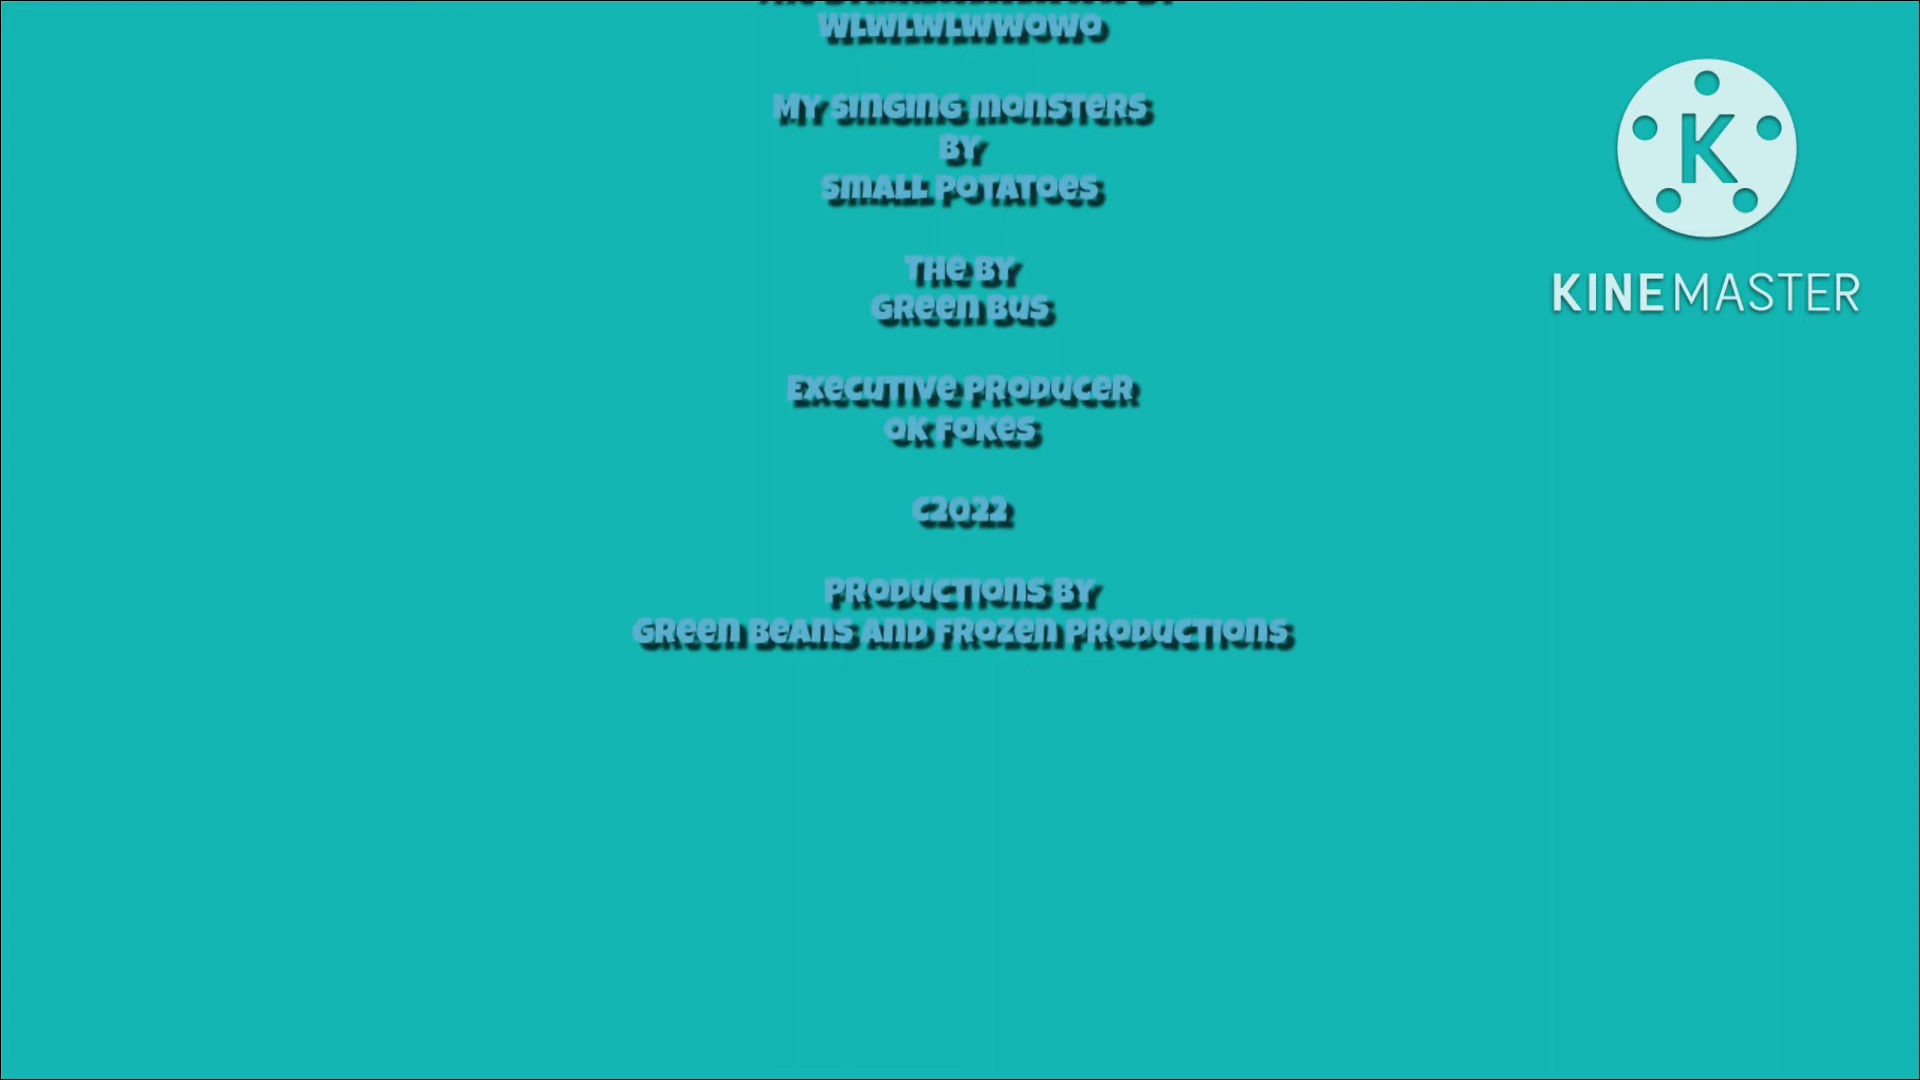 WLWLWLWWOWO
MY SINGING MONSTERS
BY
SMALL POTATOES
THE BY
GREEN BUS
EXECUTIVE PRODUCER
OK FOKES
C2022
PRODUCTIONS BY
GREEN BEANS AND FROZEN PRODUCTIONS
K
KINEMASTER